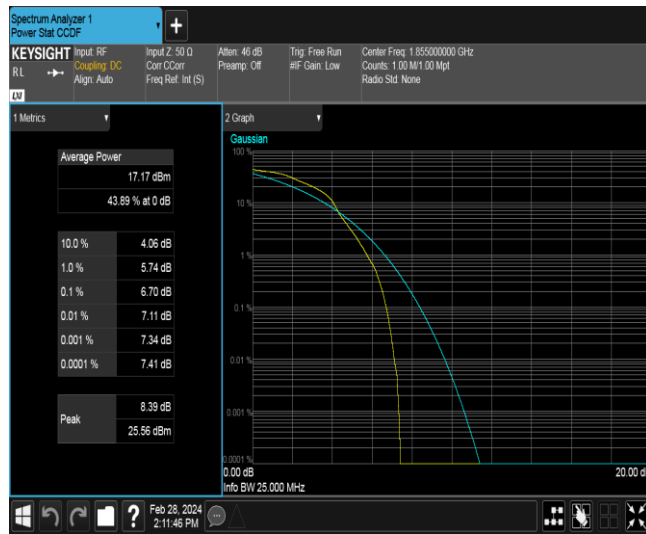 Spectrum Analyzer 1
Power Stat CCDF
KEYSIGHT
RL
LXI
Input: RF
Coupling: DC
Align: Auto
Input Z: 50 Ω
Corr CCorr
Freq Ref: Int (S)
Atten: 46 dB
Preamp: Off
Trig: Free Run
#IF Gain: Low
Center Freq: 1.855000000 GHz
Counts: 1.00 M/1.00 Mpt
Radio Std: None
1 Metrics
Average Power
17.17 dBm
43.89 % at 0 dB
10.0 % 4.06 dB
1.0 % 5.74 dB
0.1 % 6.70 dB
0.01 % 7.11 dB
0.001 % 7.34 dB
0.0001 % 7.41 dB
Peak
8.39 dB
25.56 dBm
2 Graph
Gaussian
100 %
10 %
1 %
0.1 %
0.01 %
0.001 %
0.0001 %
0.00 dB
20.00 d
Info BW 25.000 MHz
?
Feb 28, 2024
2:11:46 PM